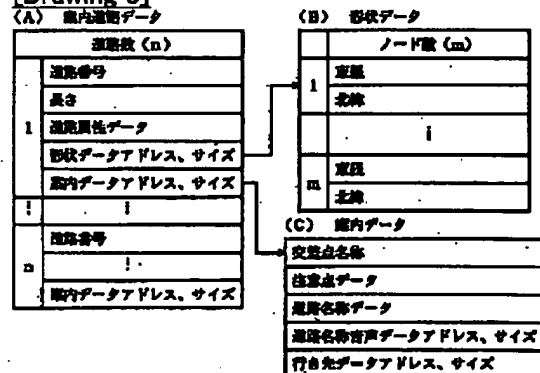 [Drawing 3]
(A) 案内道路データ
道路数 (n)
1
道路番号
長さ
道路属性データ
形状データアドレス、サイズ
案内データアドレス、サイズ
⋮ ⋮
n
道路番号
⋮
案内データアドレス、サイズ
(B) 形状データ
ノード数 (m)
1
東経
北緯
⋮
m
東経
北緯
(C) 案内データ
交差点名称
注意点データ
道路名称データ
道路名称音声データアドレス、サイズ
行き先データアドレス、サイズ